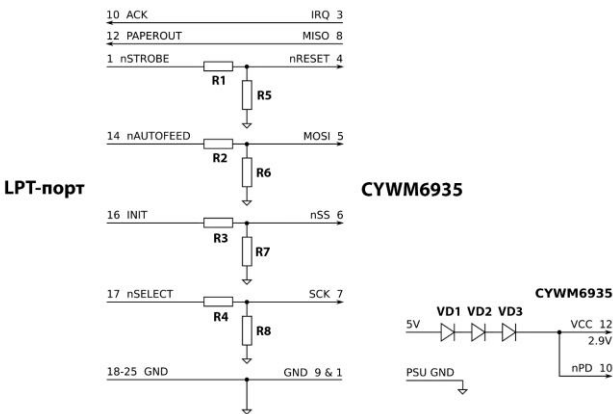 10 ACK IRQ 3
12 PAPEROUT MISO 8
1 nSTROBE nRESET 4
R1
R5
14 nAUTOFEED MOSI 5
R2
R6
LPT-порт CYWM6935
16 INIT nSS 6
R3
R7
17 nSELECT SCK 7
R4
R8
18-25 GND GND 9 & 1
CYWM6935
VD1 VD2 VD3
5V VCC 12
2.9V
PSU GND nPD 10